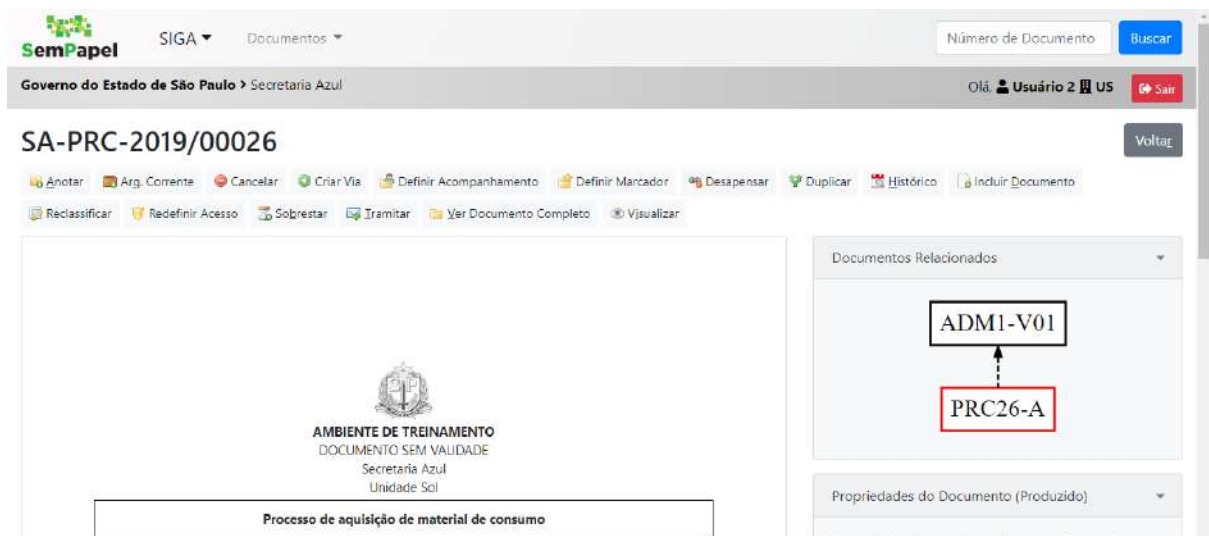 SemPapel SIGA Documentos Número de Documento Buscar
Governo do Estado de São Paulo > Secretaria Azul Olá, Usuário 2 US Sair
SA-PRC-2019/00026 Voltar
Anotar Arq. Corrente Cancelar Criar Via Definir Acompanhamento Definir Marcador Desapensar Duplicar Histórico Incluir Documento
Reclassificar Redefinir Acesso Sobrestar Tramitar Ver Documento Completo Visualizar
Documentos Relacionados
ADM1-V01
PRC26-A
AMBIENTE DE TREINAMENTO
DOCUMENTO SEM VALIDADE
Secretaria Azul
Unidade Sol
Propriedades do Documento (Produzido)
Processo de aquisição de material de consumo